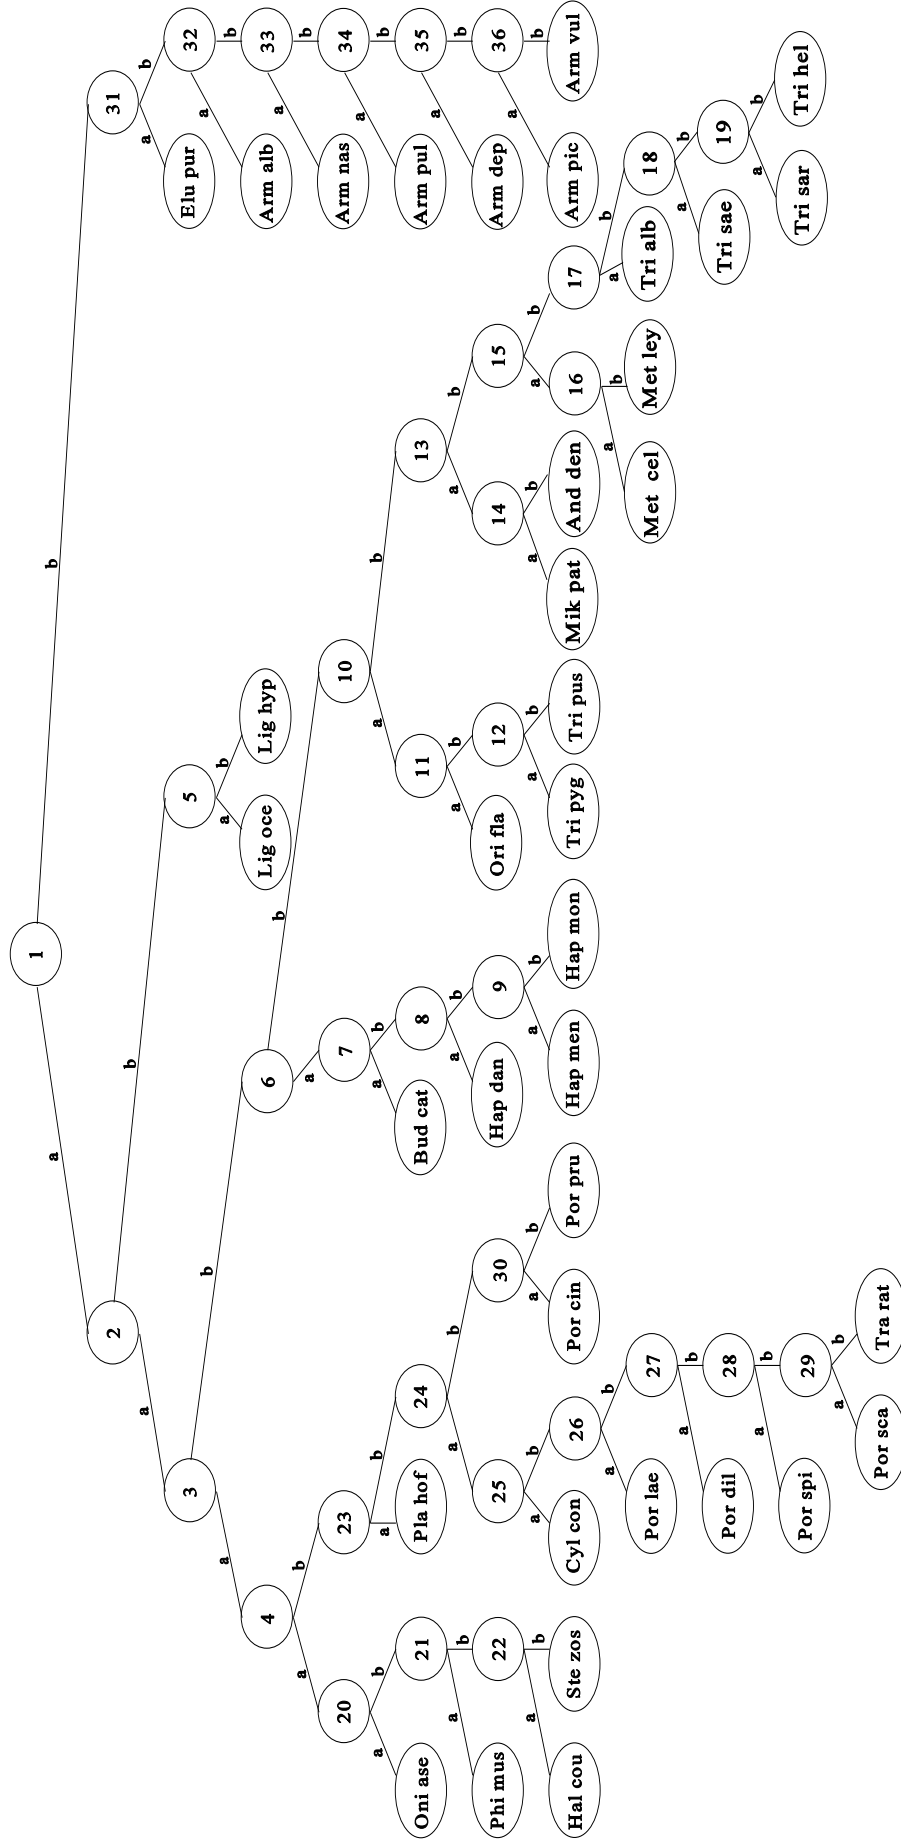 1
a b
2 31
a b a b
3 5 Elu pur 32
a b a b a b
4 6 Lig oce Lig hyp Arm alb 33
a b a b a b
20 23 7 10 Arm nas 34
a b a b a b a b a b
Oni ase 21 Pla hof 24 Bud cat 8 11 13 Arm pul 35
a b a b a b a b a b a b
Phi mus 22 25 30 Hap dan 9 Ori fla 12 14 15 Arm dep 36
a b a b a b a b a b a b a b a b
Hal cou Ste zos Cyl con 26 Por cin Por pru Hap men Hap mon Tri pyg Tri pus Mik pat And den 16 17 Arm pic Arm vul
a b a b a b
Por lae 27 Met cel Met ley Tri alb 18
a b a b
Por dil 28 Tri sae 19
a b a b
Por spi 29 Tri sar Tri hel
a b
Por sca Tra rat